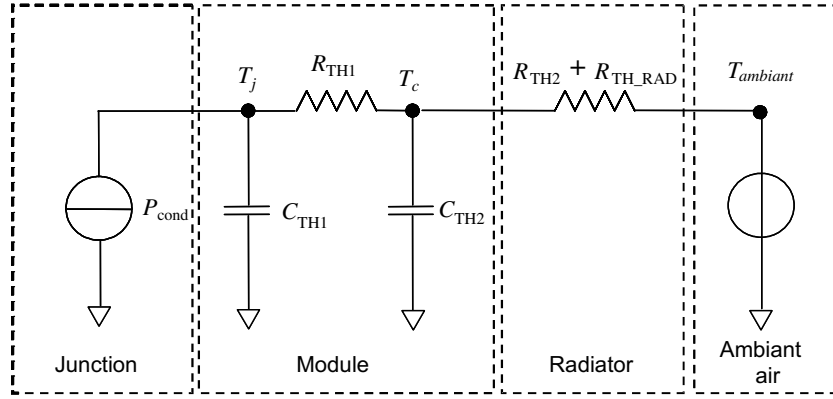 T_j
R_TH1
T_c
R_TH2 + R_TH_RAD
T_ambiant
P_cond
C_TH1
C_TH2
Junction
Module
Radiator
Ambiant
air